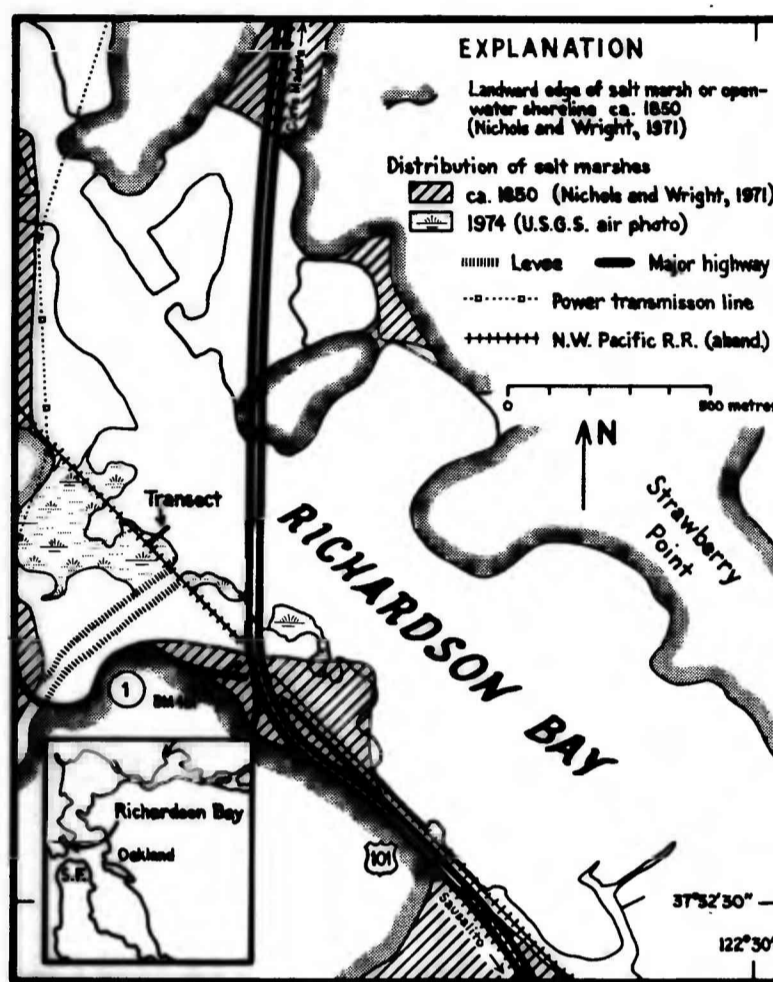 EXPLANATION
Landward edge of salt marsh or open-
water shoreline ca. 1850
(Nichols and Wright, 1971)
Distribution of salt marshes
ca. 1850 (Nichols and Wright, 1971)
1974 (U.S.G.S. air photo)
Levee
Major highway
Power transmisson line
N.W. Pacific R.R. (aband.)
0
500 metres
N
Transect
Strawberry
Point
RICHARDSON BAY
1
Richardson Bay
Oakland
S.F.
101
Sausalito
37°52'30"
122°30'